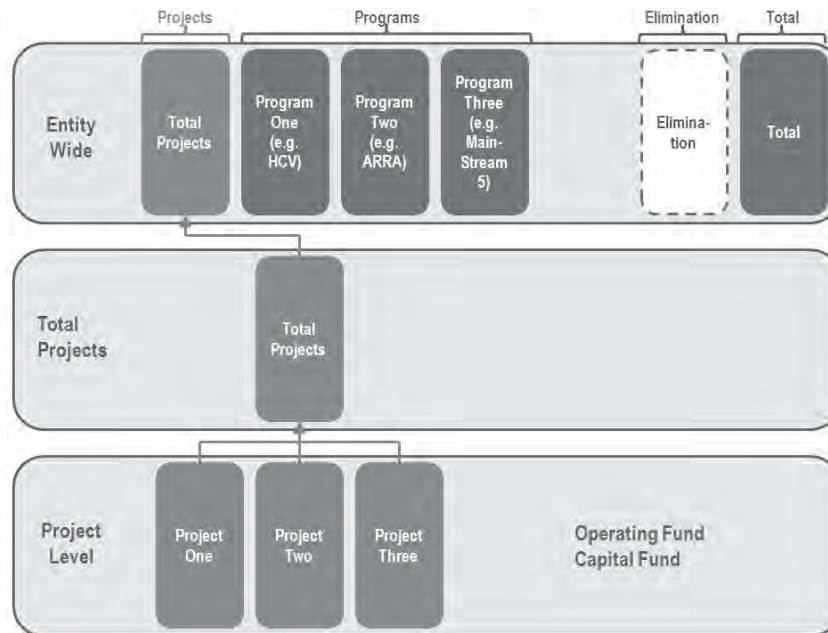 Projects
Programs
Elimination
Total
Entity
Wide
Total
Projects
Program
One
(e.g.
HCV)
Program
Two
(e.g.
ARRA)
Program
Three
(e.g.
Main-
Stream
5)
Elimina-
tion
Total
Total
Projects
Total
Projects
Project
Level
Project
One
Project
Two
Project
Three
Operating Fund
Capital Fund